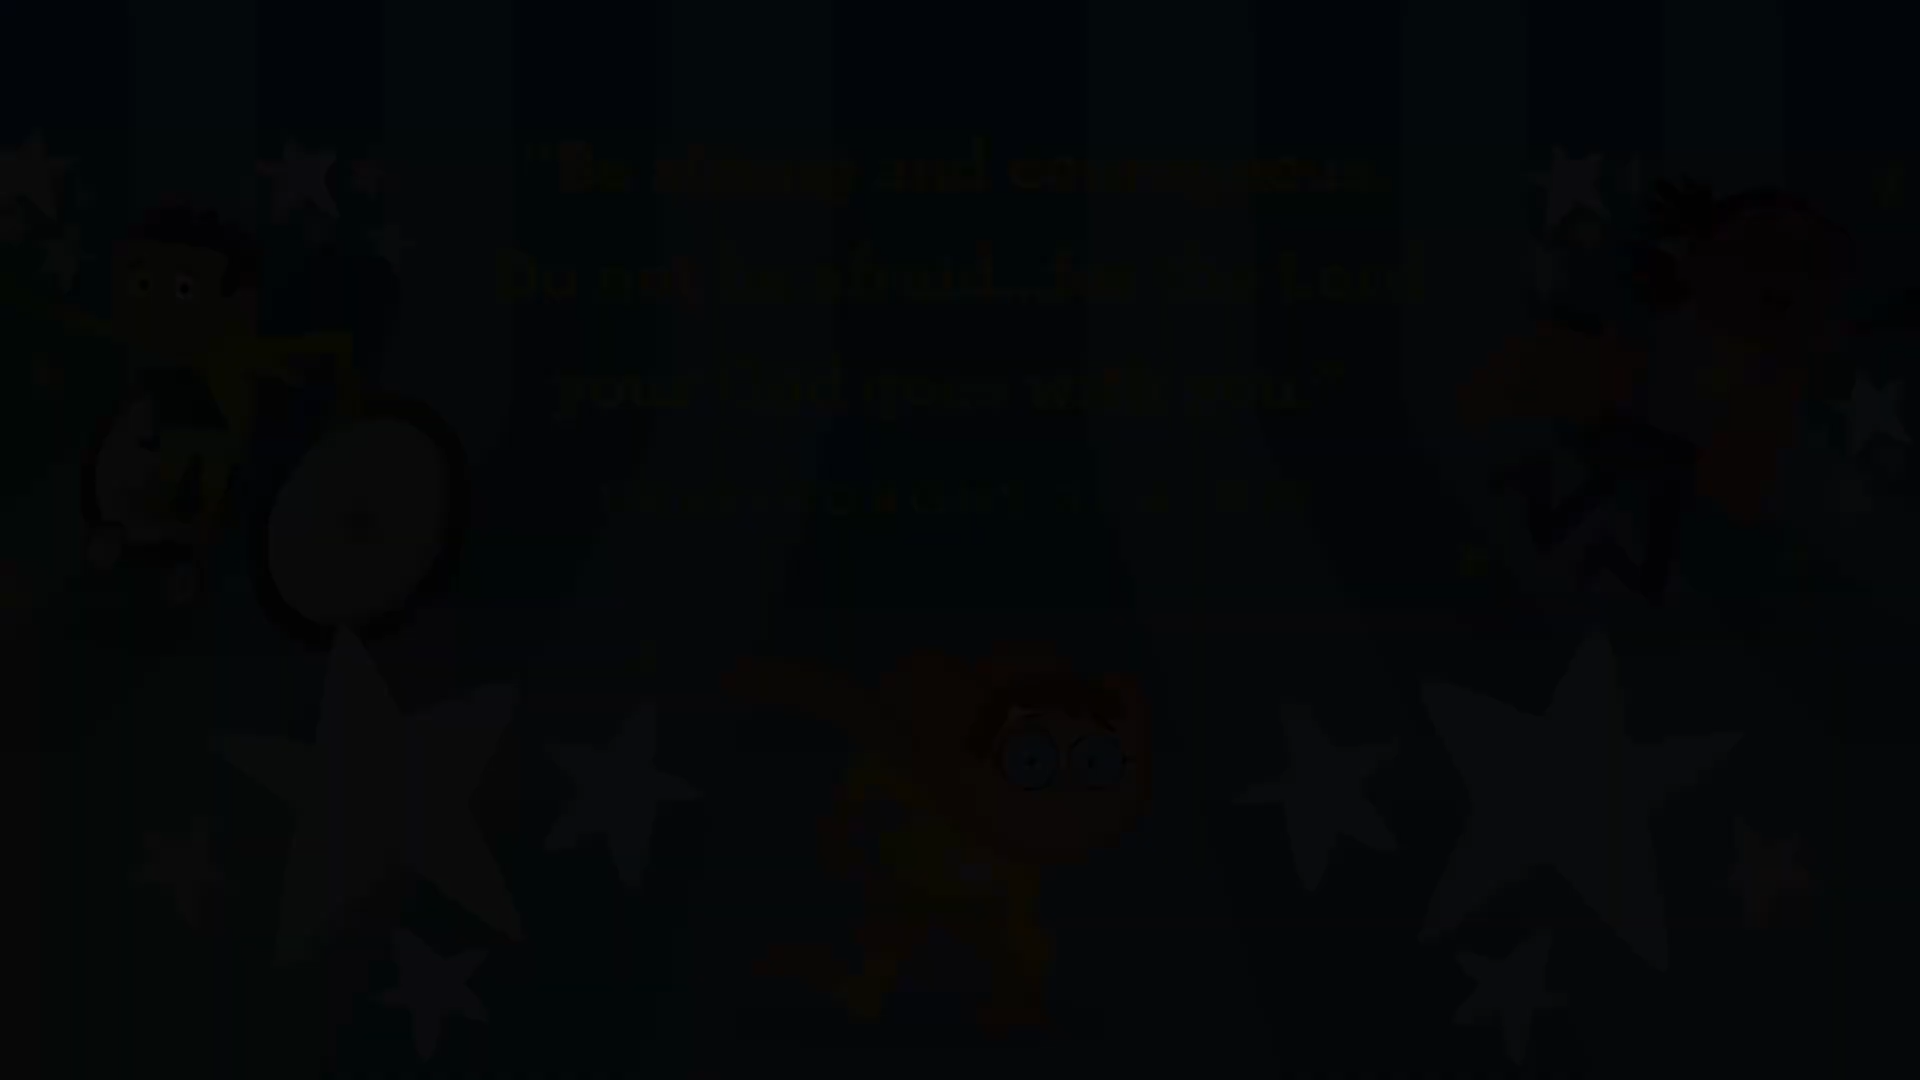 "Be strong and courageous.
Do not be afraid...for the Lord
your God goes with you."